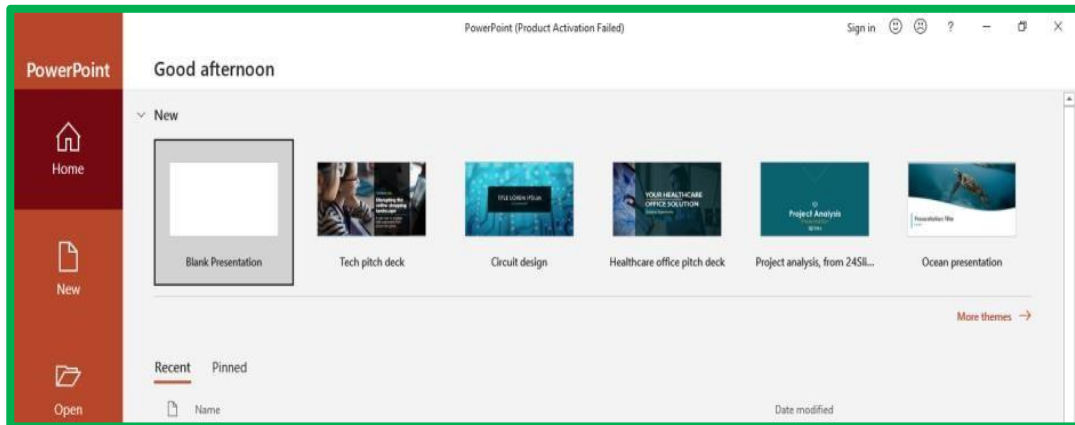 PowerPoint (Product Activation Failed)
Sign in
?
PowerPoint
Good afternoon
New
Home
YOUR HEALTHCARE
OFFICE SOLUTION
TITLE LOREM IPSUM
Project Analysis
Presentation Title
Blank Presentation
Tech pitch deck
Circuit design
Healthcare office pitch deck
Project analysis, from 24Sli...
Ocean presentation
New
More themes
Recent
Pinned
Open
Name
Date modified